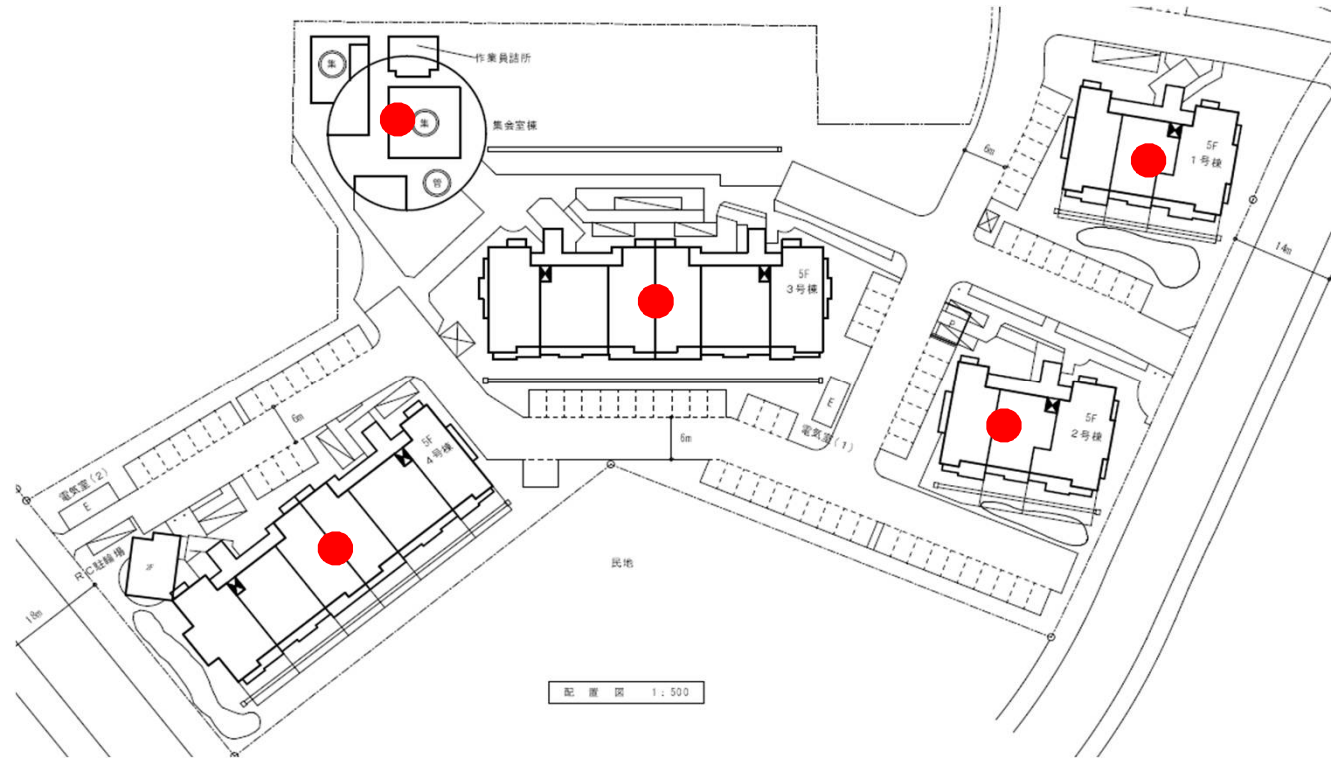 集
作業員詰所
集
集会室棟
管
5F
1号棟
6m
14m
5F
3号棟
P
5F
2号棟
E
電気室(1)
6m
6m
5F
4号棟
電気室(2)
E
RC駐輪場
18m
民地
配置図 1:500